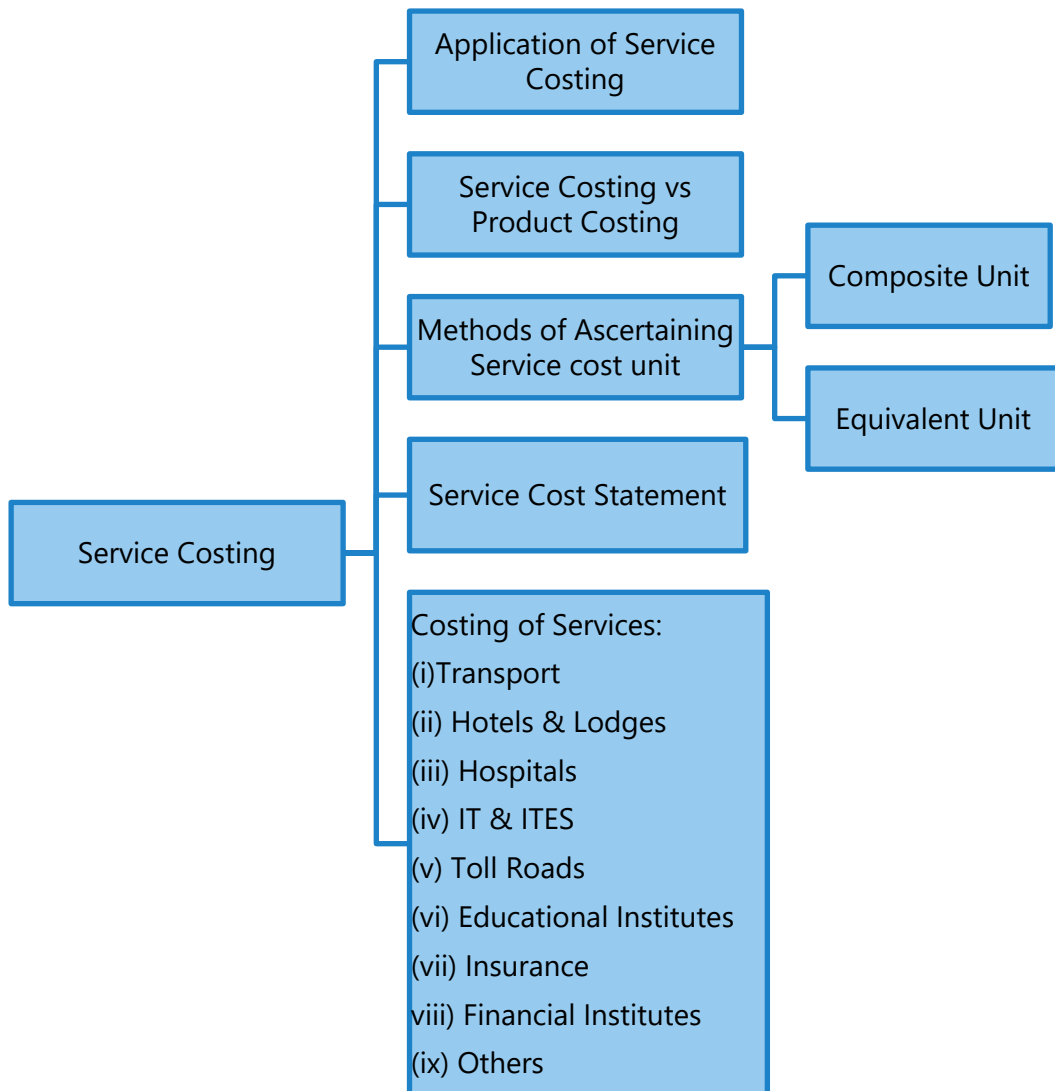 Application of Service
Costing
Service Costing vs
Product Costing
Composite Unit
Methods of Ascertaining
Service cost unit
Equivalent Unit
Service Cost Statement
Service Costing
Costing of Services:
(i)Transport
(ii) Hotels & Lodges
(iii) Hospitals
(iv) IT & ITES
(v) Toll Roads
(vi) Educational Institutes
(vii) Insurance
viii) Financial Institutes
(ix) Others